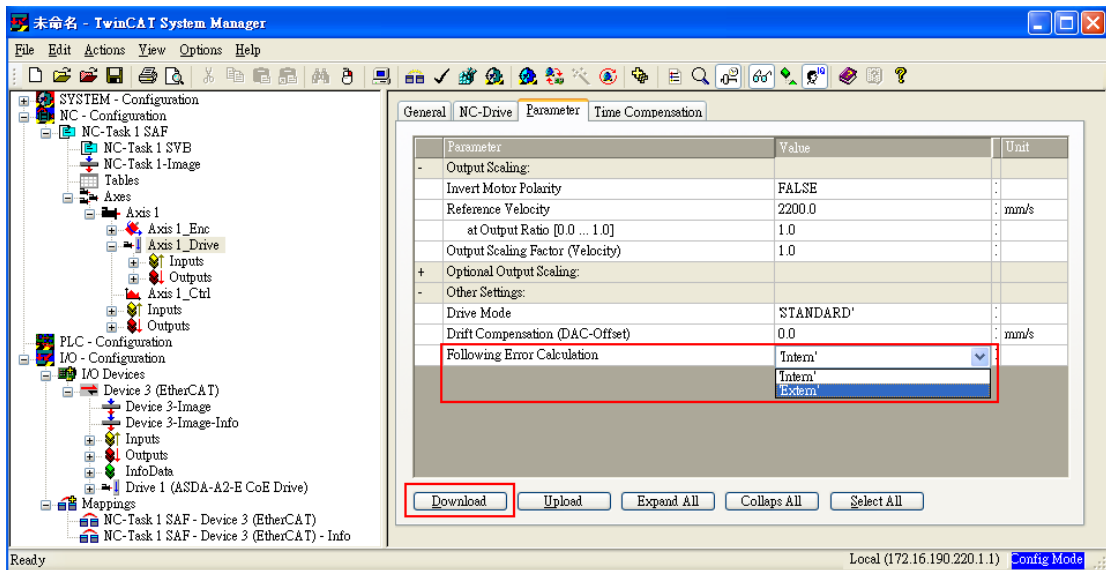 未命名 - TwinCAT System Manager
File Edit Actions View Options Help
SYSTEM - Configuration
NC - Configuration
NC-Task 1 SAF
NC-Task 1 SVB
NC-Task 1-Image
Tables
Axes
Axis 1
Axis 1_Enc
Axis 1_Drive
Inputs
Outputs
Axis 1_Ctrl
Inputs
Outputs
PLC - Configuration
I/O - Configuration
I/O Devices
Device 3 (EtherCAT)
Device 3-Image
Device 3-Image-Info
Inputs
Outputs
InfoData
Drive 1 (ASDA-A2-E CoE Drive)
Mappings
NC-Task 1 SAF - Device 3 (EtherCAT)
NC-Task 1 SAF - Device 3 (EtherCAT) - Info
General NC-Drive Parameter Time Compensation
Parameter Value Unit
- Output Scaling:
Invert Motor Polarity FALSE
Reference Velocity 2200.0 mm/s
at Output Ratio [0.0 ... 1.0] 1.0
Output Scaling Factor (Velocity) 1.0
+ Optional Output Scaling:
- Other Settings:
Drive Mode 'STANDARD'
Drift Compensation (DAC-Offset) 0.0 mm/s
Following Error Calculation 'Intern'
'Intern'
'Extern'
Download Upload Expand All Collaps All Select All
Ready Local (172.16.190.220.1.1) Config Mode